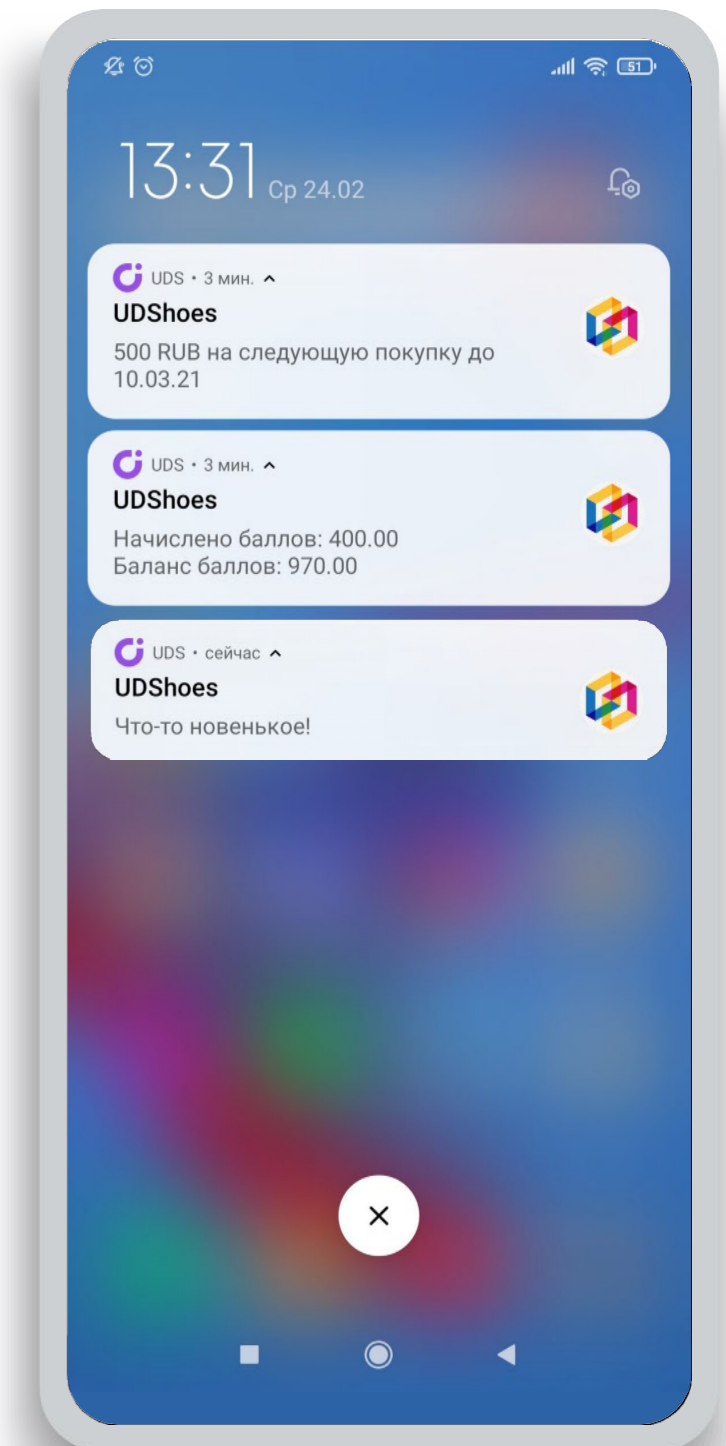 51
13:31 Ср 24.02
UDS • 3 мин.
UDShoes
500 RUB на следующую покупку до
10.03.21
UDS • 3 мин.
UDShoes
Начислено баллов: 400.00
Баланс баллов: 970.00
UDS • сейчас
UDShoes
Что-то новенькое!